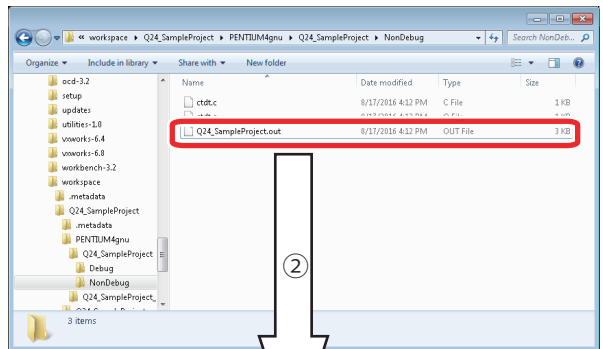 « workspace ▸ Q24_SampleProject ▸ PENTIUM4gnu ▸ Q24_SampleProject ▸ NonDebug
Search NonDeb...
Organize Include in library Share with New folder
ocd-3.2
setup
updates
utilities-1.0
vxworks-6.4
vxworks-6.8
workbench-3.2
workspace
.metadata
Q24_SampleProject
.metadata
PENTIUM4gnu
Q24_SampleProject
Debug
NonDebug
Q24_SampleProject_
Name Date modified Type Size
ctdt.c 8/17/2016 4:12 PM C File 1 KB
Q24_SampleProject.out 8/17/2016 4:12 PM OUT File 3 KB
②
3 items